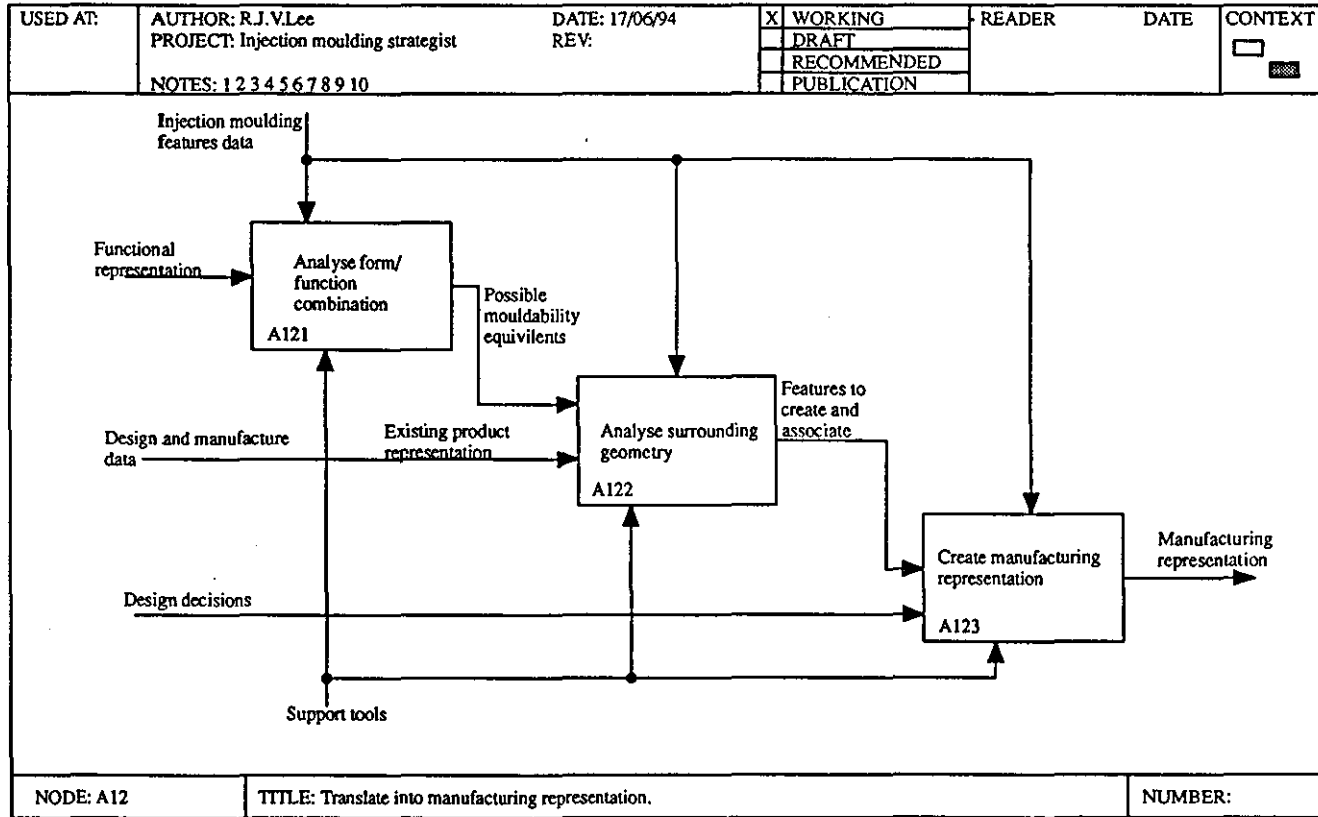 USED AT:
AUTHOR: R.J.V.Lee
DATE: 17/06/94
X WORKING
READER
DATE
CONTEXT
PROJECT: Injection moulding strategist
REV:
DRAFT
RECOMMENDED
NOTES: 1 2 3 4 5 6 7 8 9 10
PUBLICATION
Injection moulding
features data
Functional
representation
Analyse form/
function
combination
A121
Possible
mouldability
equivilents
Design and manufacture
data
Existing product
representation
Analyse surrounding
geometry
A122
Features to
create and
associate
Create manufacturing
representation
A123
Manufacturing
representation
Design decisions
Support tools
NODE: A12
TITLE: Translate into manufacturing representation.
NUMBER: